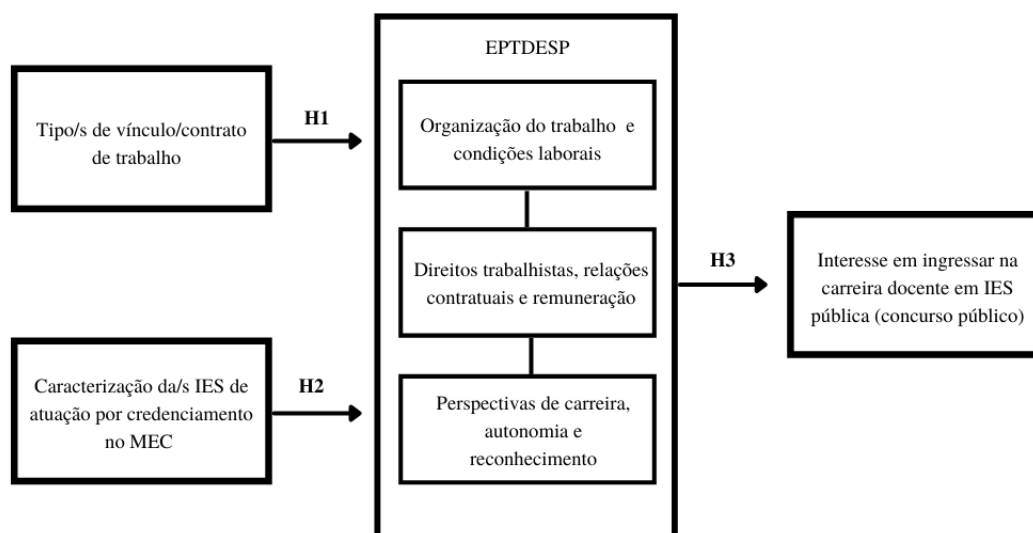 EPTDESP
Tipo/s de vínculo/contrato
de trabalho
H1
Organização do trabalho e
condições laborais
Direitos trabalhistas, relações
contratuais e remuneração
H3
Interesse em ingressar na
carreira docente em IES
pública (concurso público)
Caracterização da/s IES de
atuação por credenciamento
no MEC
H2
Perspectivas de carreira,
autonomia e
reconhecimento